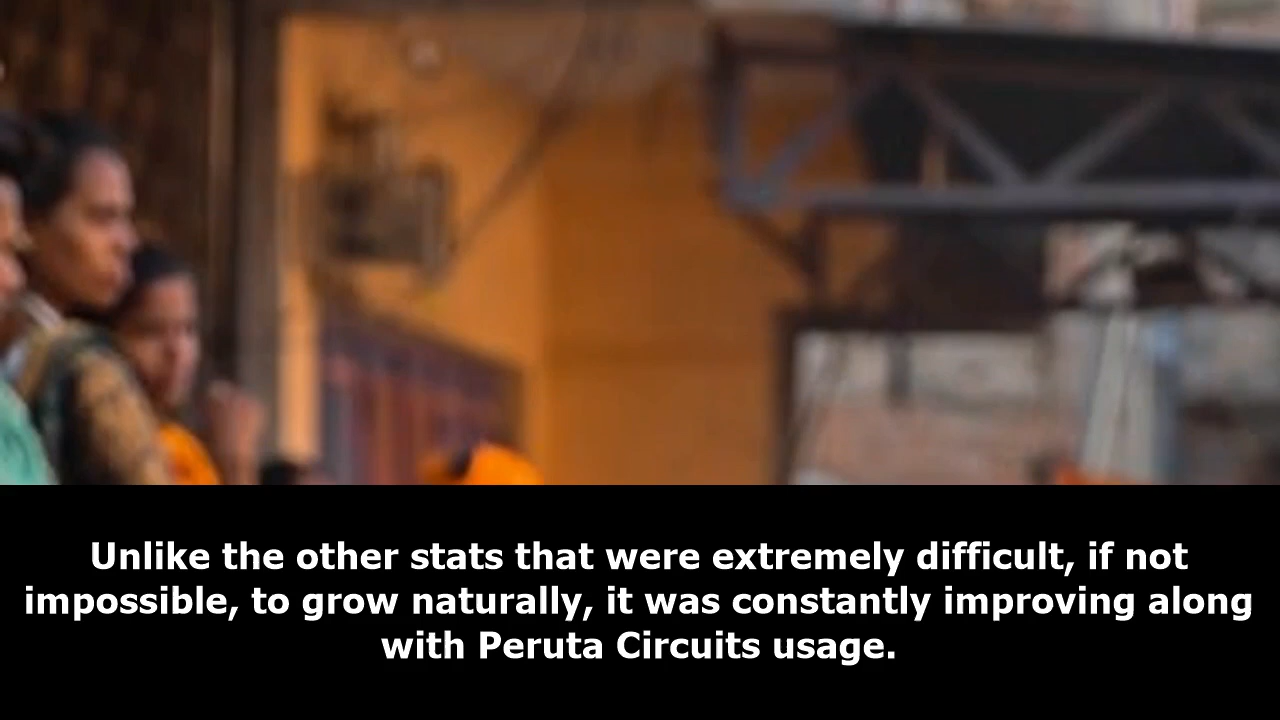 Unlike the other stats that were extremely difficult, if not
impossible, to grow naturally, it was constantly improving along
with Peruta Circuits usage.